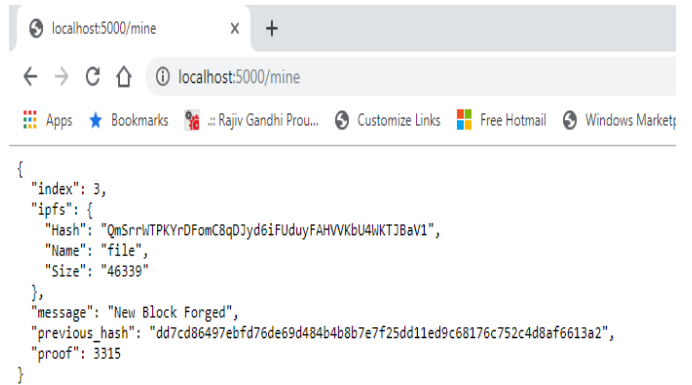 localhost:5000/mine
localhost:5000/mine
Apps Bookmarks .:: Rajiv Gandhi Prou... Customize Links Free Hotmail Windows Marketp
{
"index": 3,
"ipfs": {
"Hash": "QmSrrWTPKYrDFomC8qDJyd6iFUduyFAHVVKbU4WKTJBaV1",
"Name": "file",
"Size": "46339"
},
"message": "New Block Forged",
"previous_hash": "dd7cd86497ebfd76de69d484b4b8b7e7f25dd11ed9c68176c752c4d8af6613a2",
"proof": 3315
}